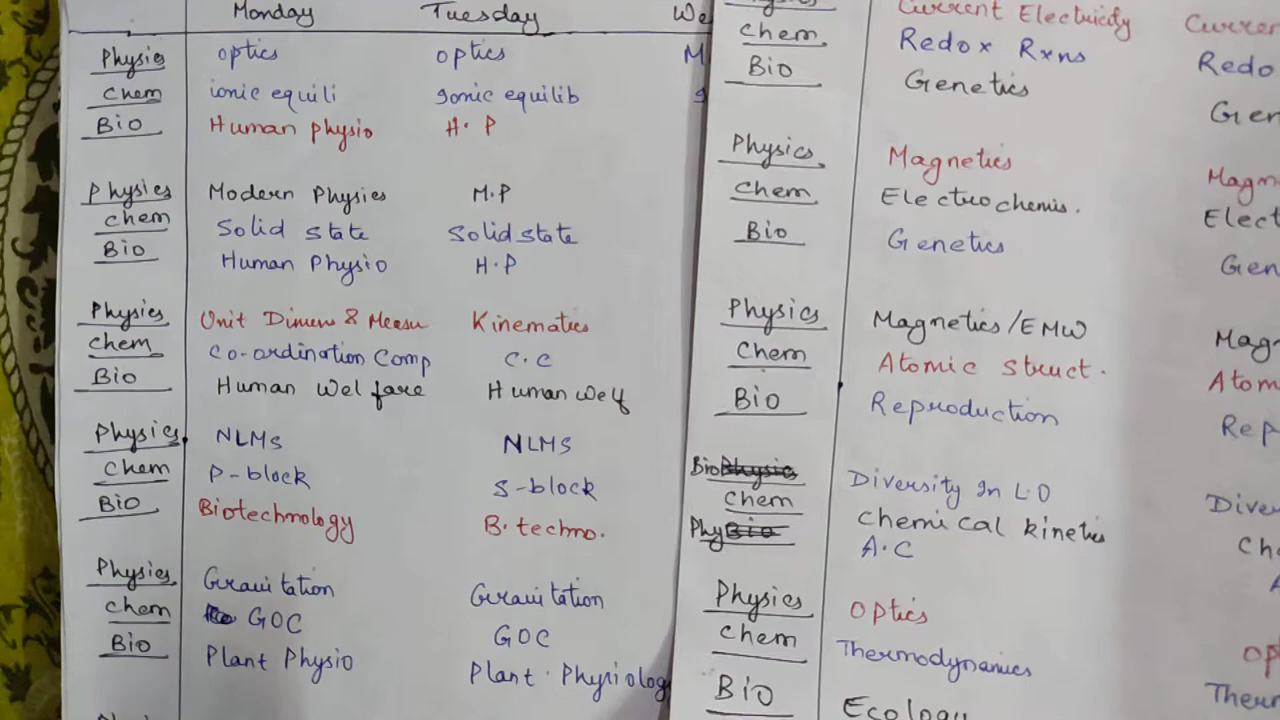 Monday Tuesday We
Physics optics optics M
Chem ionic equili ionic equilib
Bio Human physio H. P
Physics Modern Physics M.P
Chem Solid state Solid state
Bio Human Physio H.P
Physics Unit Dimens & Measu Kinematics
Chem Co-ordination Comp C.C
Bio Human Welfare Human Welf
Physics NLMS NLMS
Chem P-block S-block
Bio Biotechnology B.techno.
Physics Gravitation Gravitation
Chem GOC GOC
Bio Plant Physio Plant Physiolog
Current Electricity Curren
Chem Redox Rxns Redo
Bio Genetics Gen
Physics Magnetics Magn
Chem Electrochemis. Elect
Bio Genetics Gen
Physics Magnetics/EMW Mag
Chem Atomic Struct. Atom
Bio Reproduction Rep
Bio Diversity In L.O Diver
Chem Chemical kinetics Ch
Phy A.C A
Physics Optics Op
Chem Thermodynamics Ther
Bio Ecology